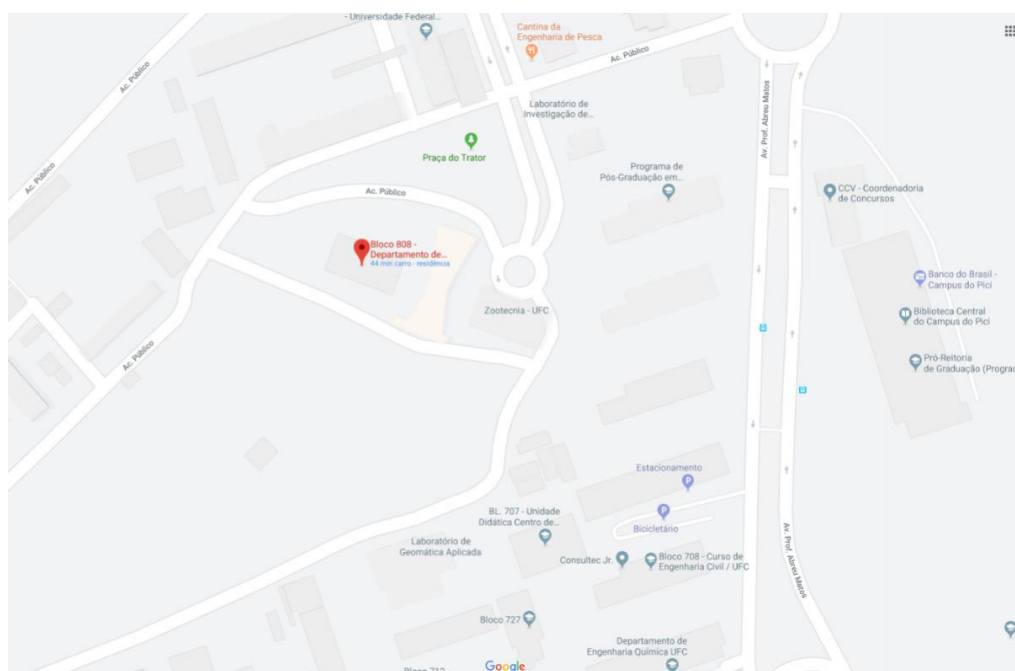 - Universidade Federal...
Cantina da
Engenharia de Pesca
Ac. Público
Ac. Público
Av. Prof. Abreu Matos
Laboratório de
Investigação de...
Praça do Trator
Programa de
Pós-Graduação em...
Ac. Público
Ac. Público
CCV - Coordenadoria
de Concursos
Bloco 808 -
Departamento de...
44 min carro - residência
Banco do Brasil -
Campus do Pici
Zootecnia - UFC
Biblioteca Central
do Campus do Pici
Ac. Público
Pró-Reitoria
de Graduação (Progra
Estacionamento
P
BL. 707 - Unidade
Didática Centro de...
P
Bicicletário
Av. Prof. Abreu Matos
Laboratório de
Geomática Aplicada
Consultec Jr.
Bloco 708 - Curso de
Engenharia Civil / UFC
Bloco 727
Departamento de
Engenharia Química UFC
Google